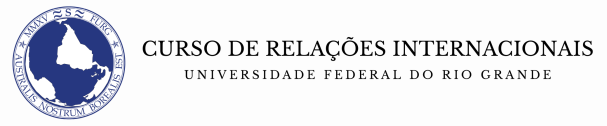 MMXV ≋S≋ FURG
AUSTRALIS NOSTRUM BOREALIS EST
CURSO DE RELAÇÕES INTERNACIONAIS
UNIVERSIDADE FEDERAL DO RIO GRANDE